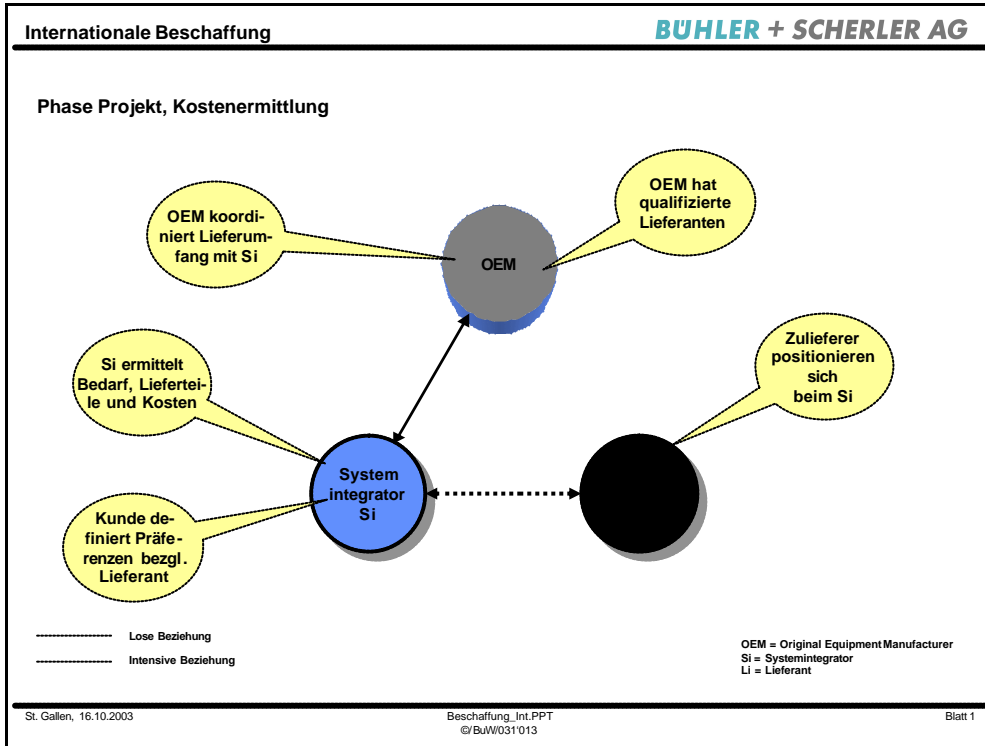 Internationale Beschaffung
BÜHLER + SCHERLER AG
Phase Projekt, Kostenermittlung
OEM koordi-
niert Lieferum-
fang mit Si
OEM hat
qualifizierte
Lieferanten
OEM
Si ermittelt
Bedarf, Liefertei-
le und Kosten
Zulieferer
positionieren
sich
beim Si
System
integrator
Si
Kunde de-
finiert Präfe-
renzen bezgl.
Lieferant
Lose Beziehung
Intensive Beziehung
OEM = Original Equipment Manufacturer
Si = Systemintegrator
Li = Lieferant
St. Gallen, 16.10.2003
Beschaffung_Int.PPT
©/BuW/031'013
Blatt 1